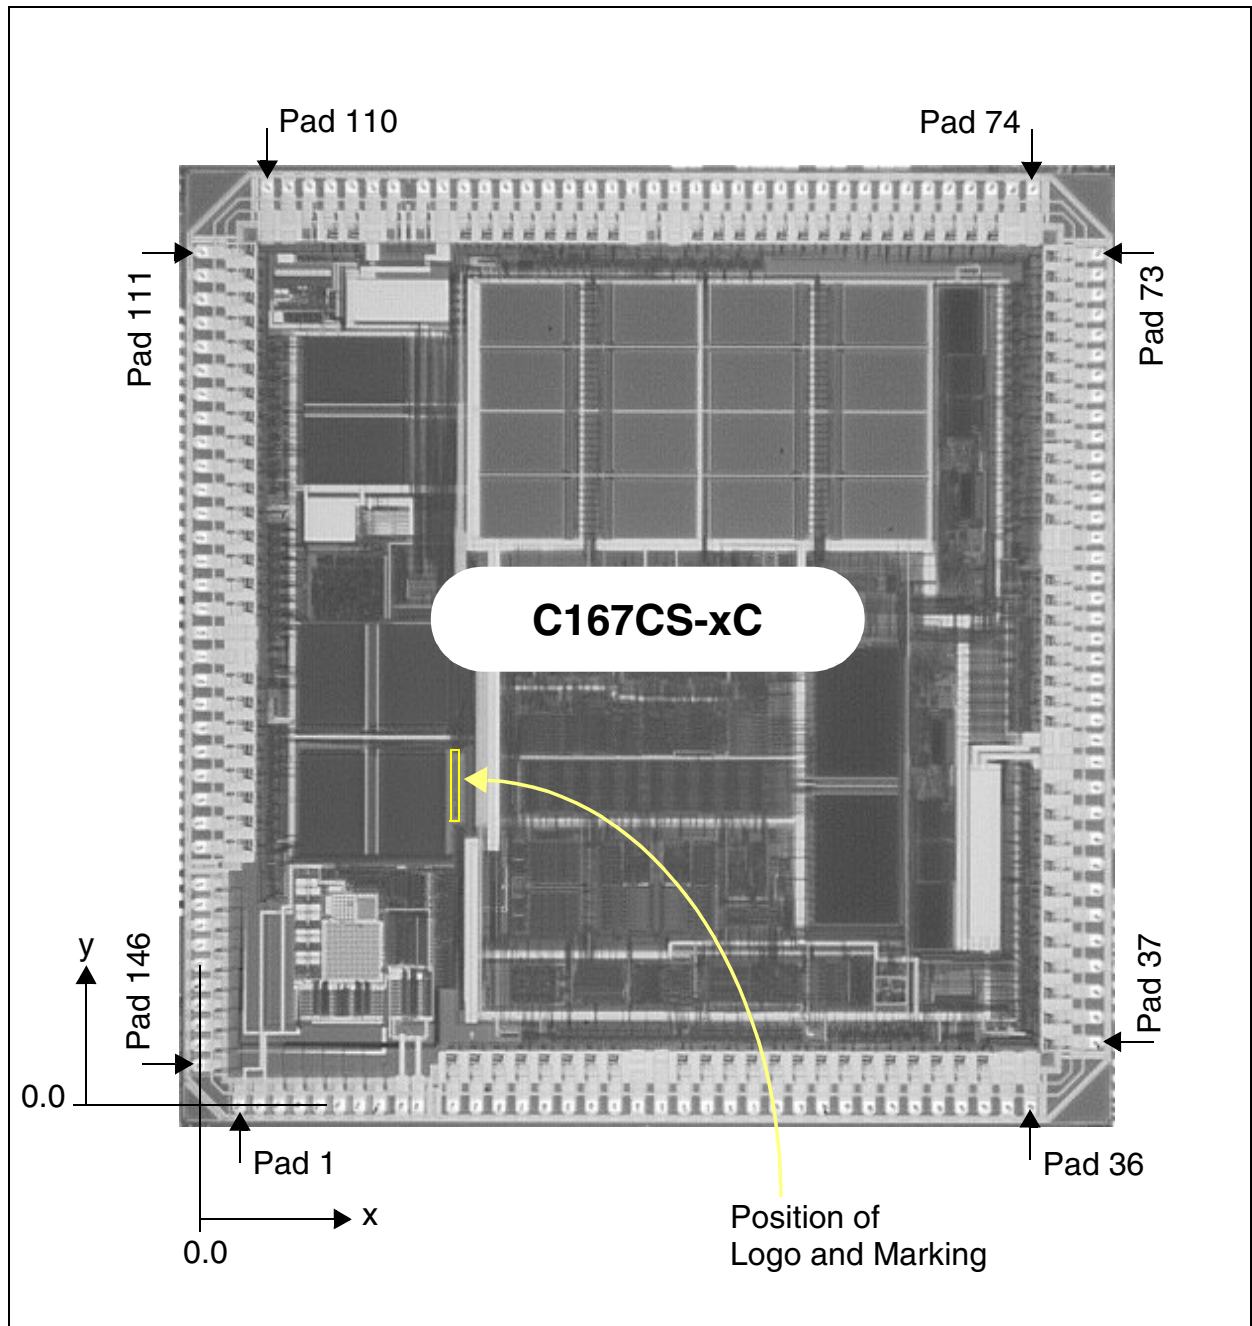 Pad 110
Pad 74
Pad 111
Pad 73
C167CS-xC
y
Pad 146
Pad 37
0.0
Pad 1
Pad 36
x
0.0
Position of
Logo and Marking